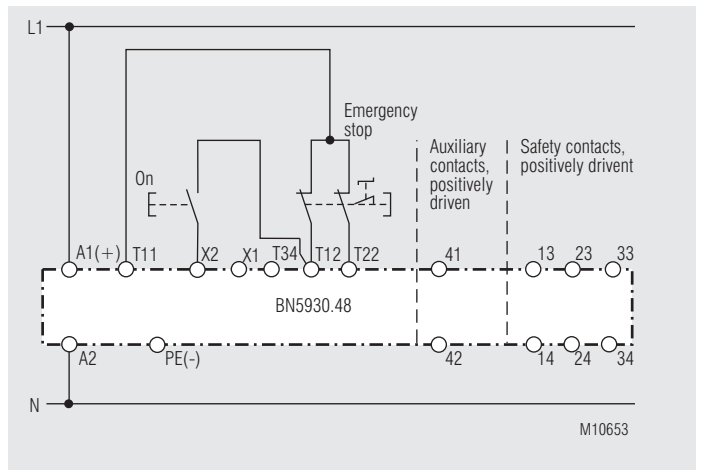 L1
Emergency
stop
On
Auxiliary
contacts,
positively
driven
Safety contacts,
positively drivent
A1(+) T11 X2 X1 T34 T12 T22 41 13 23 33
BN5930.48
A2 PE(-) 42 14 24 34
N
M10653